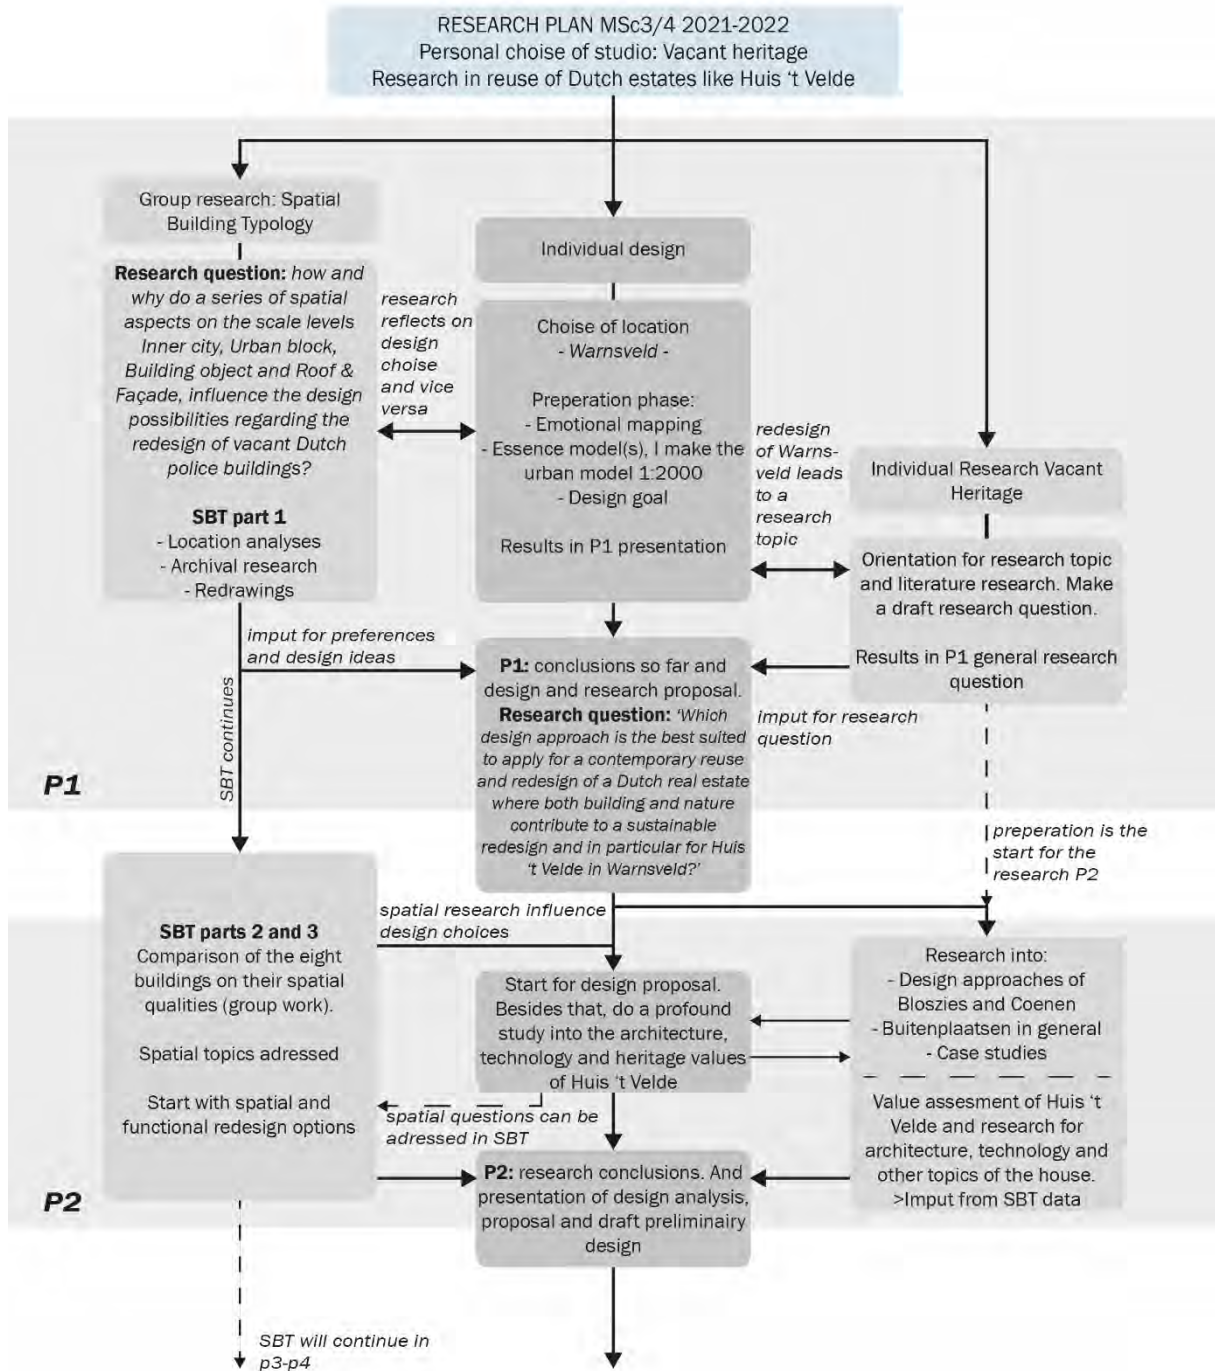 RESEARCH PLAN MSc3/4 2021-2022
Personal choise of studio: Vacant heritage
Research in reuse of Dutch estates like Huis ‘t Velde
Group research: Spatial
Building Typology
Research question: how and
why do a series of spatial
aspects on the scale levels
Inner city, Urban block,
Building object and Roof &
Façade, influence the design
possibilities regarding the
redesign of vacant Dutch
police buildings?
SBT part 1
- Location analyses
- Archival research
- Redrawings
research
reflects on
design
choise
and vice
versa
Individual design
Choise of location
- Warnsveld -
Preperation phase:
- Emotional mapping
- Essence model(s), I make the
urban model 1:2000
- Design goal
Results in P1 presentation
redesign
of Warns-
veld leads
to a
research
topic
Individual Research Vacant
Heritage
Orientation for research topic
and literature research. Make
a draft research question.
Results in P1 general research
question
imput for preferences
and design ideas
SBT continues
P1: conclusions so far and
design and research proposal.
Research question: ‘Which
design approach is the best suited
to apply for a contemporary reuse
and redesign of a Dutch real estate
where both building and nature
contribute to a sustainable
redesign and in particular for Huis
‘t Velde in Warnsveld?’
imput for research
question
P1
preperation is the
start for the
research P2
SBT parts 2 and 3
Comparison of the eight
buildings on their spatial
qualities (group work).
Spatial topics adressed
Start with spatial and
functional redesign options
spatial research influence
design choices
Start for design proposal.
Besides that, do a profound
study into the architecture,
technology and heritage values
of Huis ‘t Velde
Research into:
- Design approaches of
Bloszies and Coenen
- Buitenplaatsen in general
- Case studies
Value assesment of Huis ‘t
Velde and research for
architecture, technology and
other topics of the house.
>Imput from SBT data
spatial questions can be
adressed in SBT
P2: research conclusions. And
presentation of design analysis,
proposal and draft preliminairy
design
P2
SBT will continue in
p3-p4